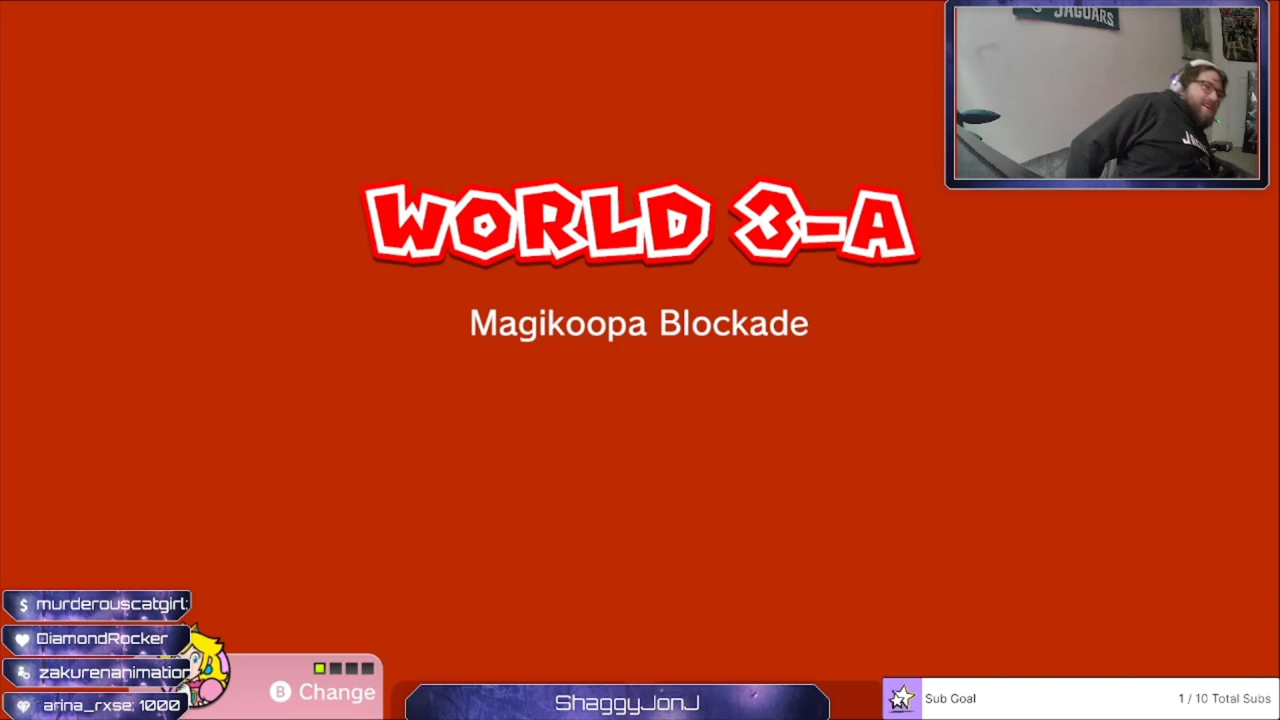 JAGUARS
WORLD 3-A
Magikoopa Blockade
$ murderouscatgirl:
DiamondRocker
zakurenanimation
arina_rxse: 1000
B Change
ShaggyJonJ
Sub Goal
1 / 10 Total Subs